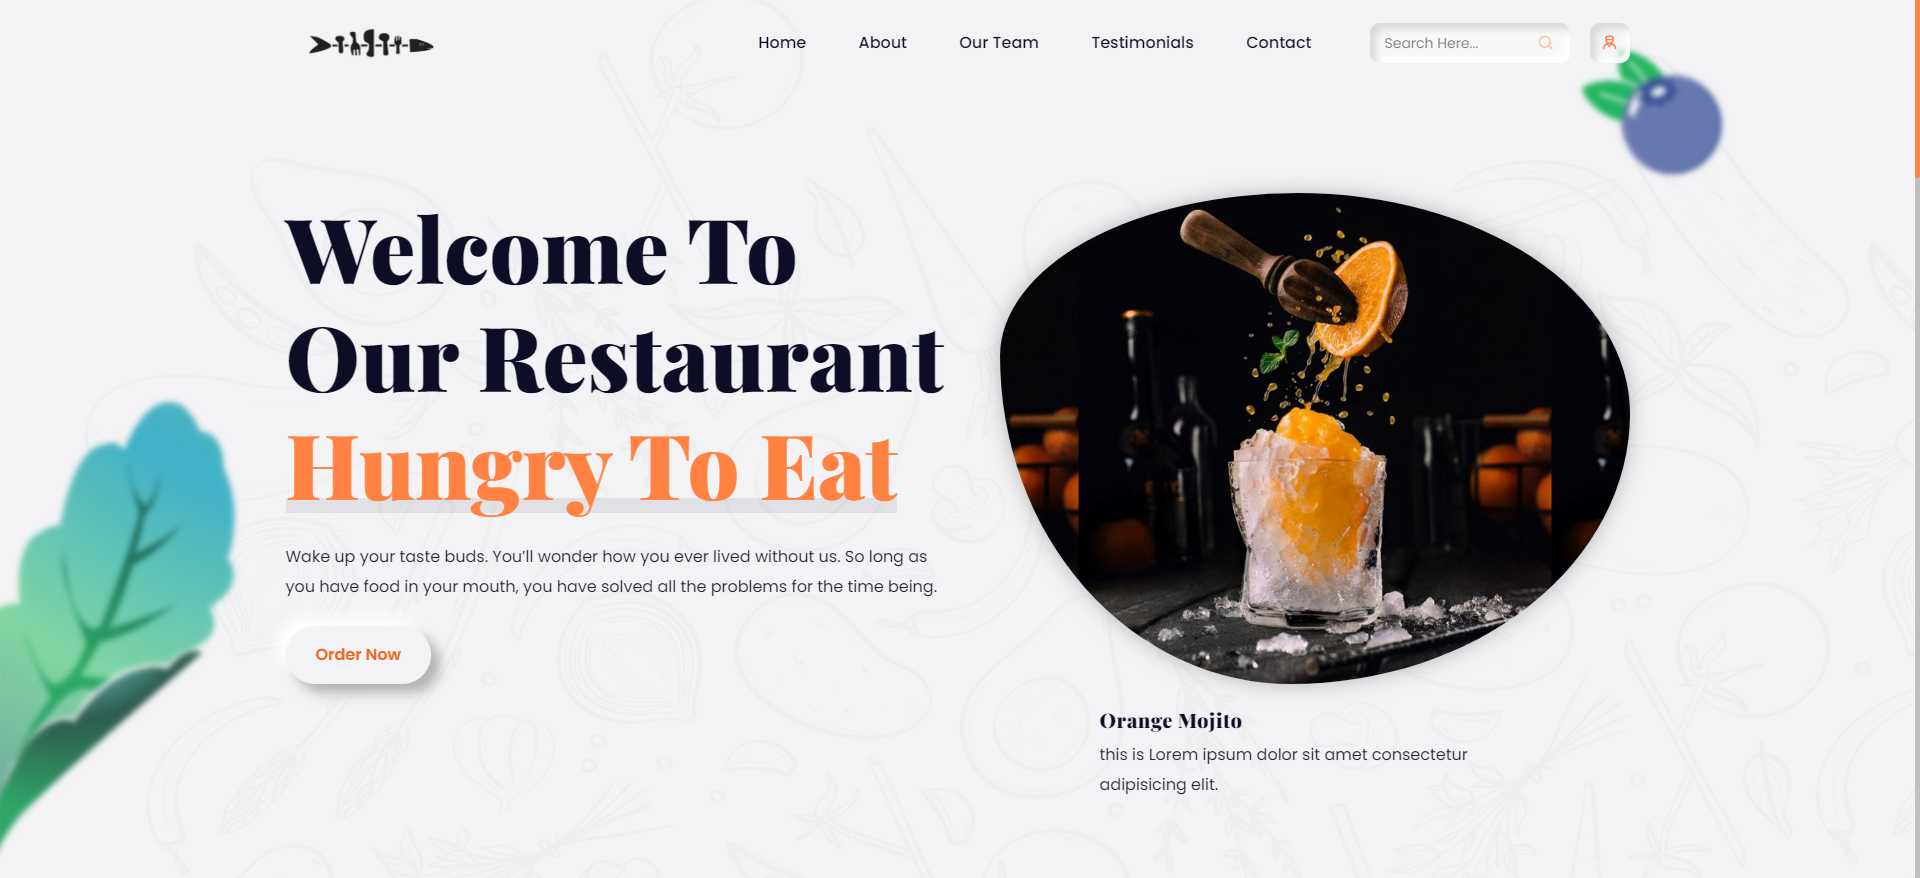 Home
About
Our Team
Testimonials
Contact
Search Here...
Welcome To
Our Restaurant
Hungry To Eat
Wake up your taste buds. You’ll wonder how you ever lived without us. So long as
you have food in your mouth, you have solved all the problems for the time being.
Order Now
Orange Mojito
this is Lorem ipsum dolor sit amet consectetur
adipisicing elit.